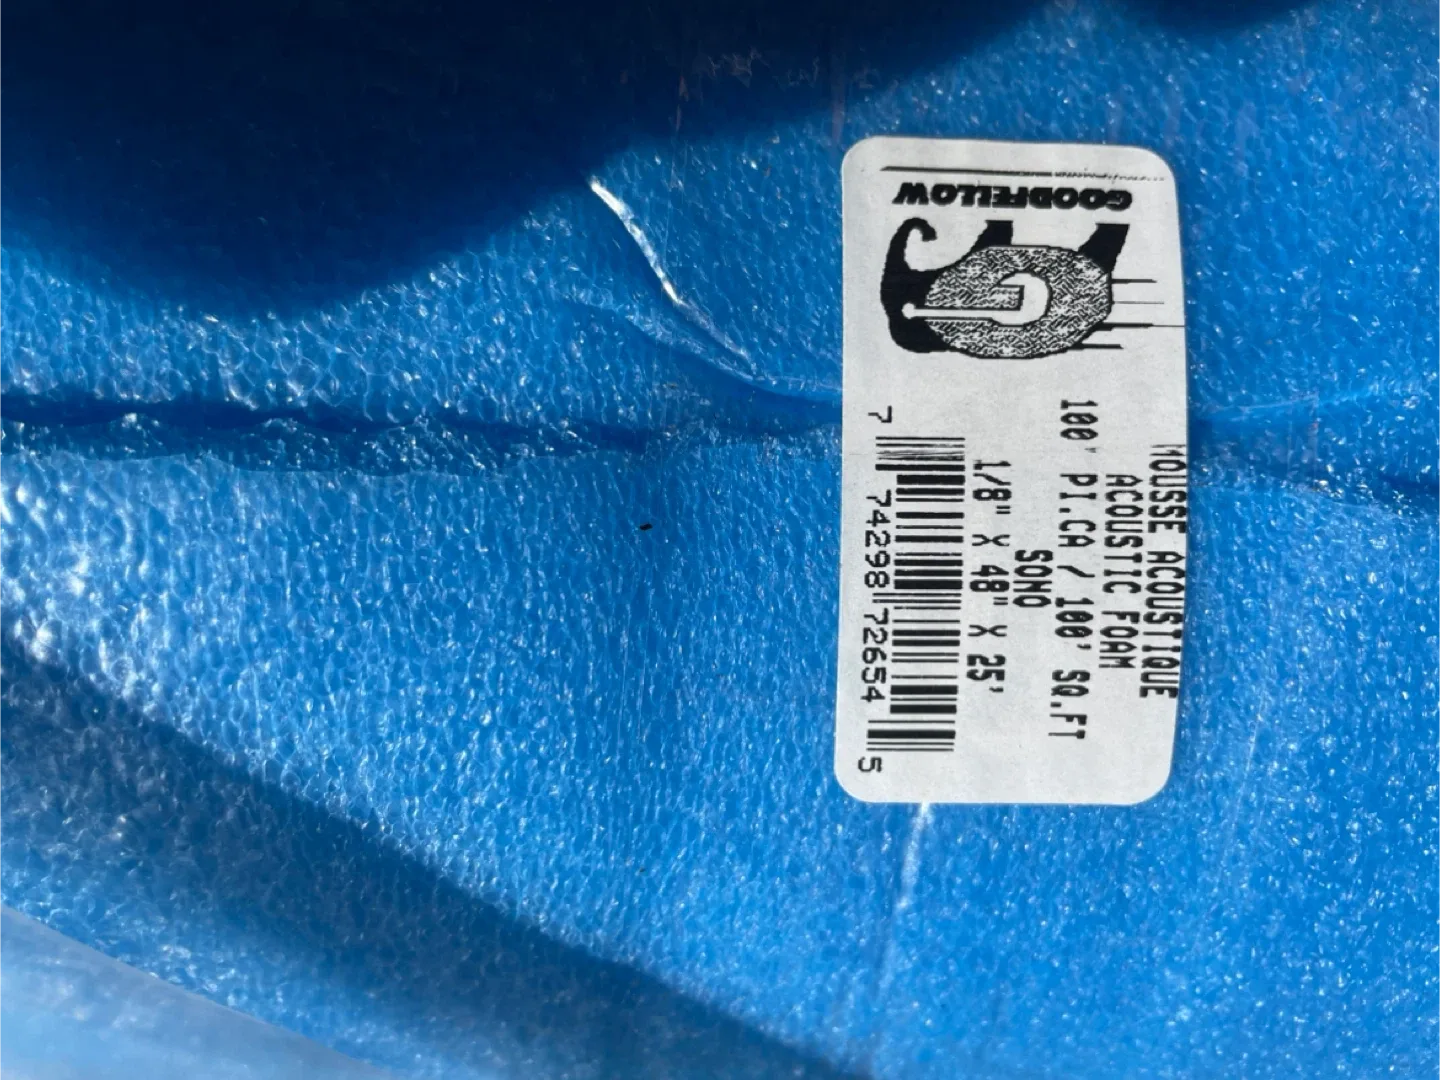 GOODFELLOW
G
MOUSSE ACOUSTIQUE
ACOUSTIC FOAM
100' PI.CA / 100' SQ.FT
SONO
1/8" X 48" X 25'
7 74298 72654 5